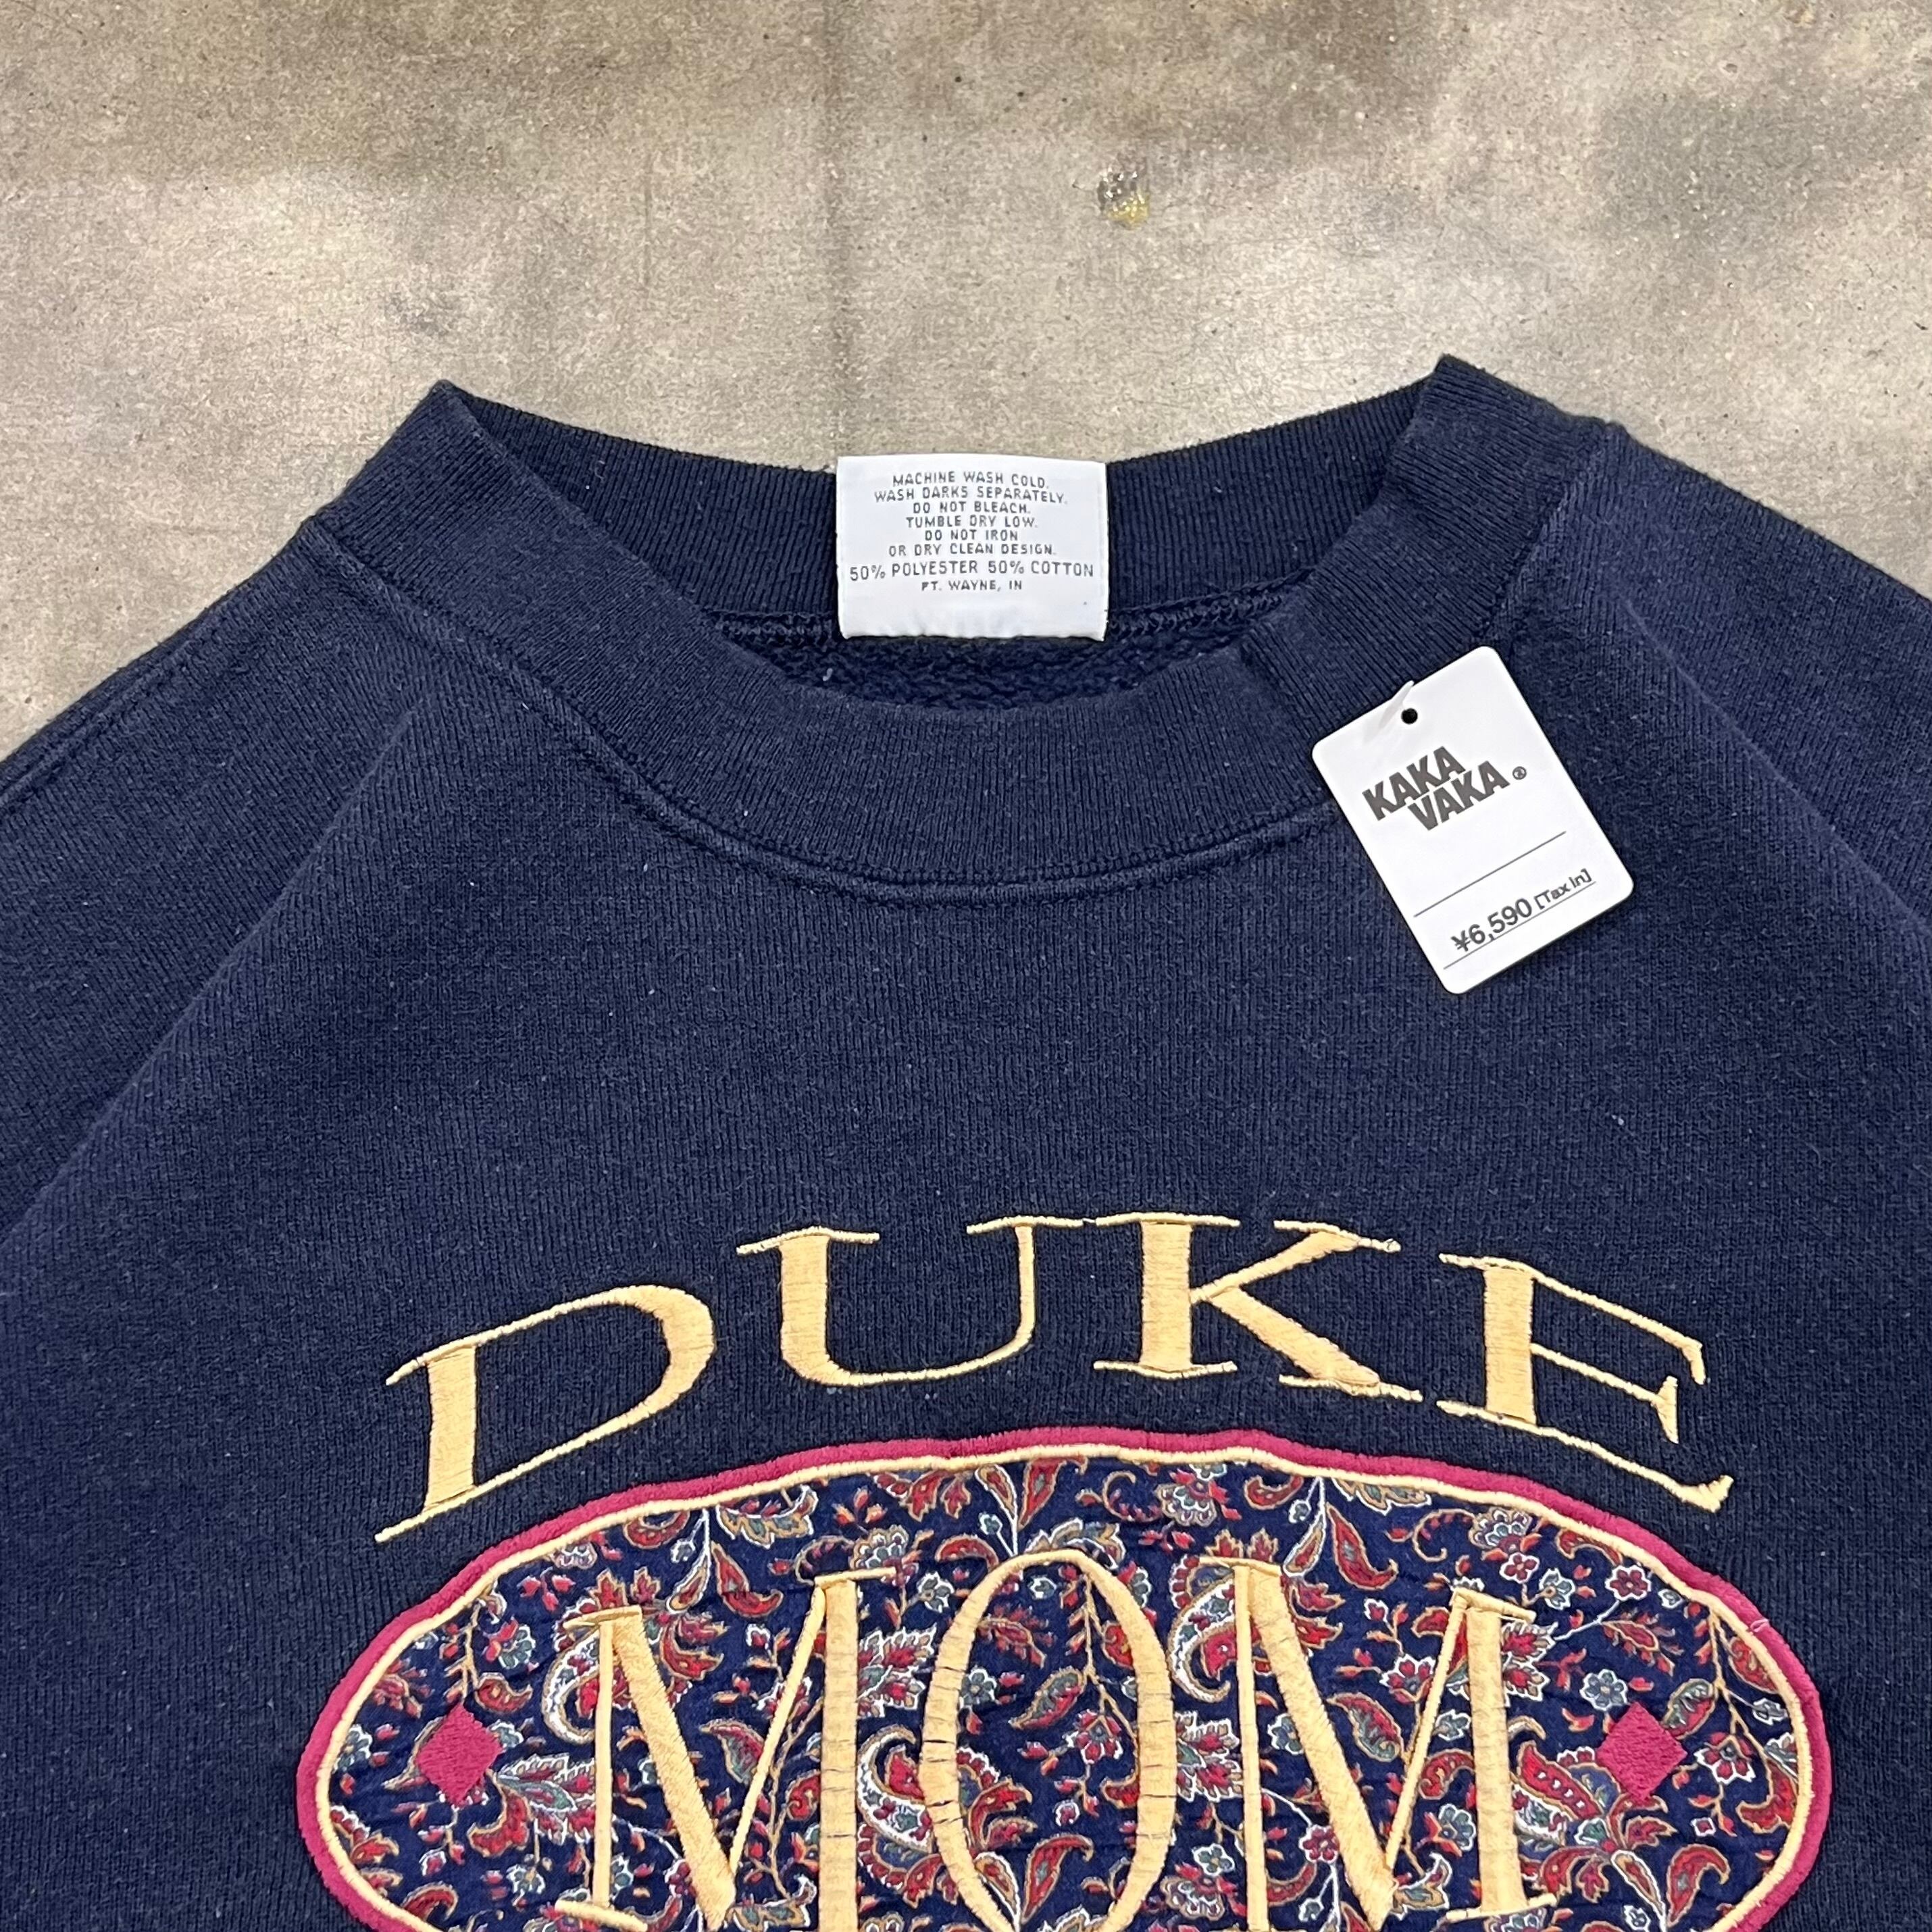 MACHINE WASH COLD.
WASH DARKS SEPARATELY.
DO NOT BLEACH.
TUMBLE DRY LOW.
DO NOT IRON
OR DRY CLEAN DESIGN.
50% POLYESTER 50% COTTON
FT. WAYNE, IN
KAKA
VAKA®
¥6,590 [Tax in]
DUKE
MOM